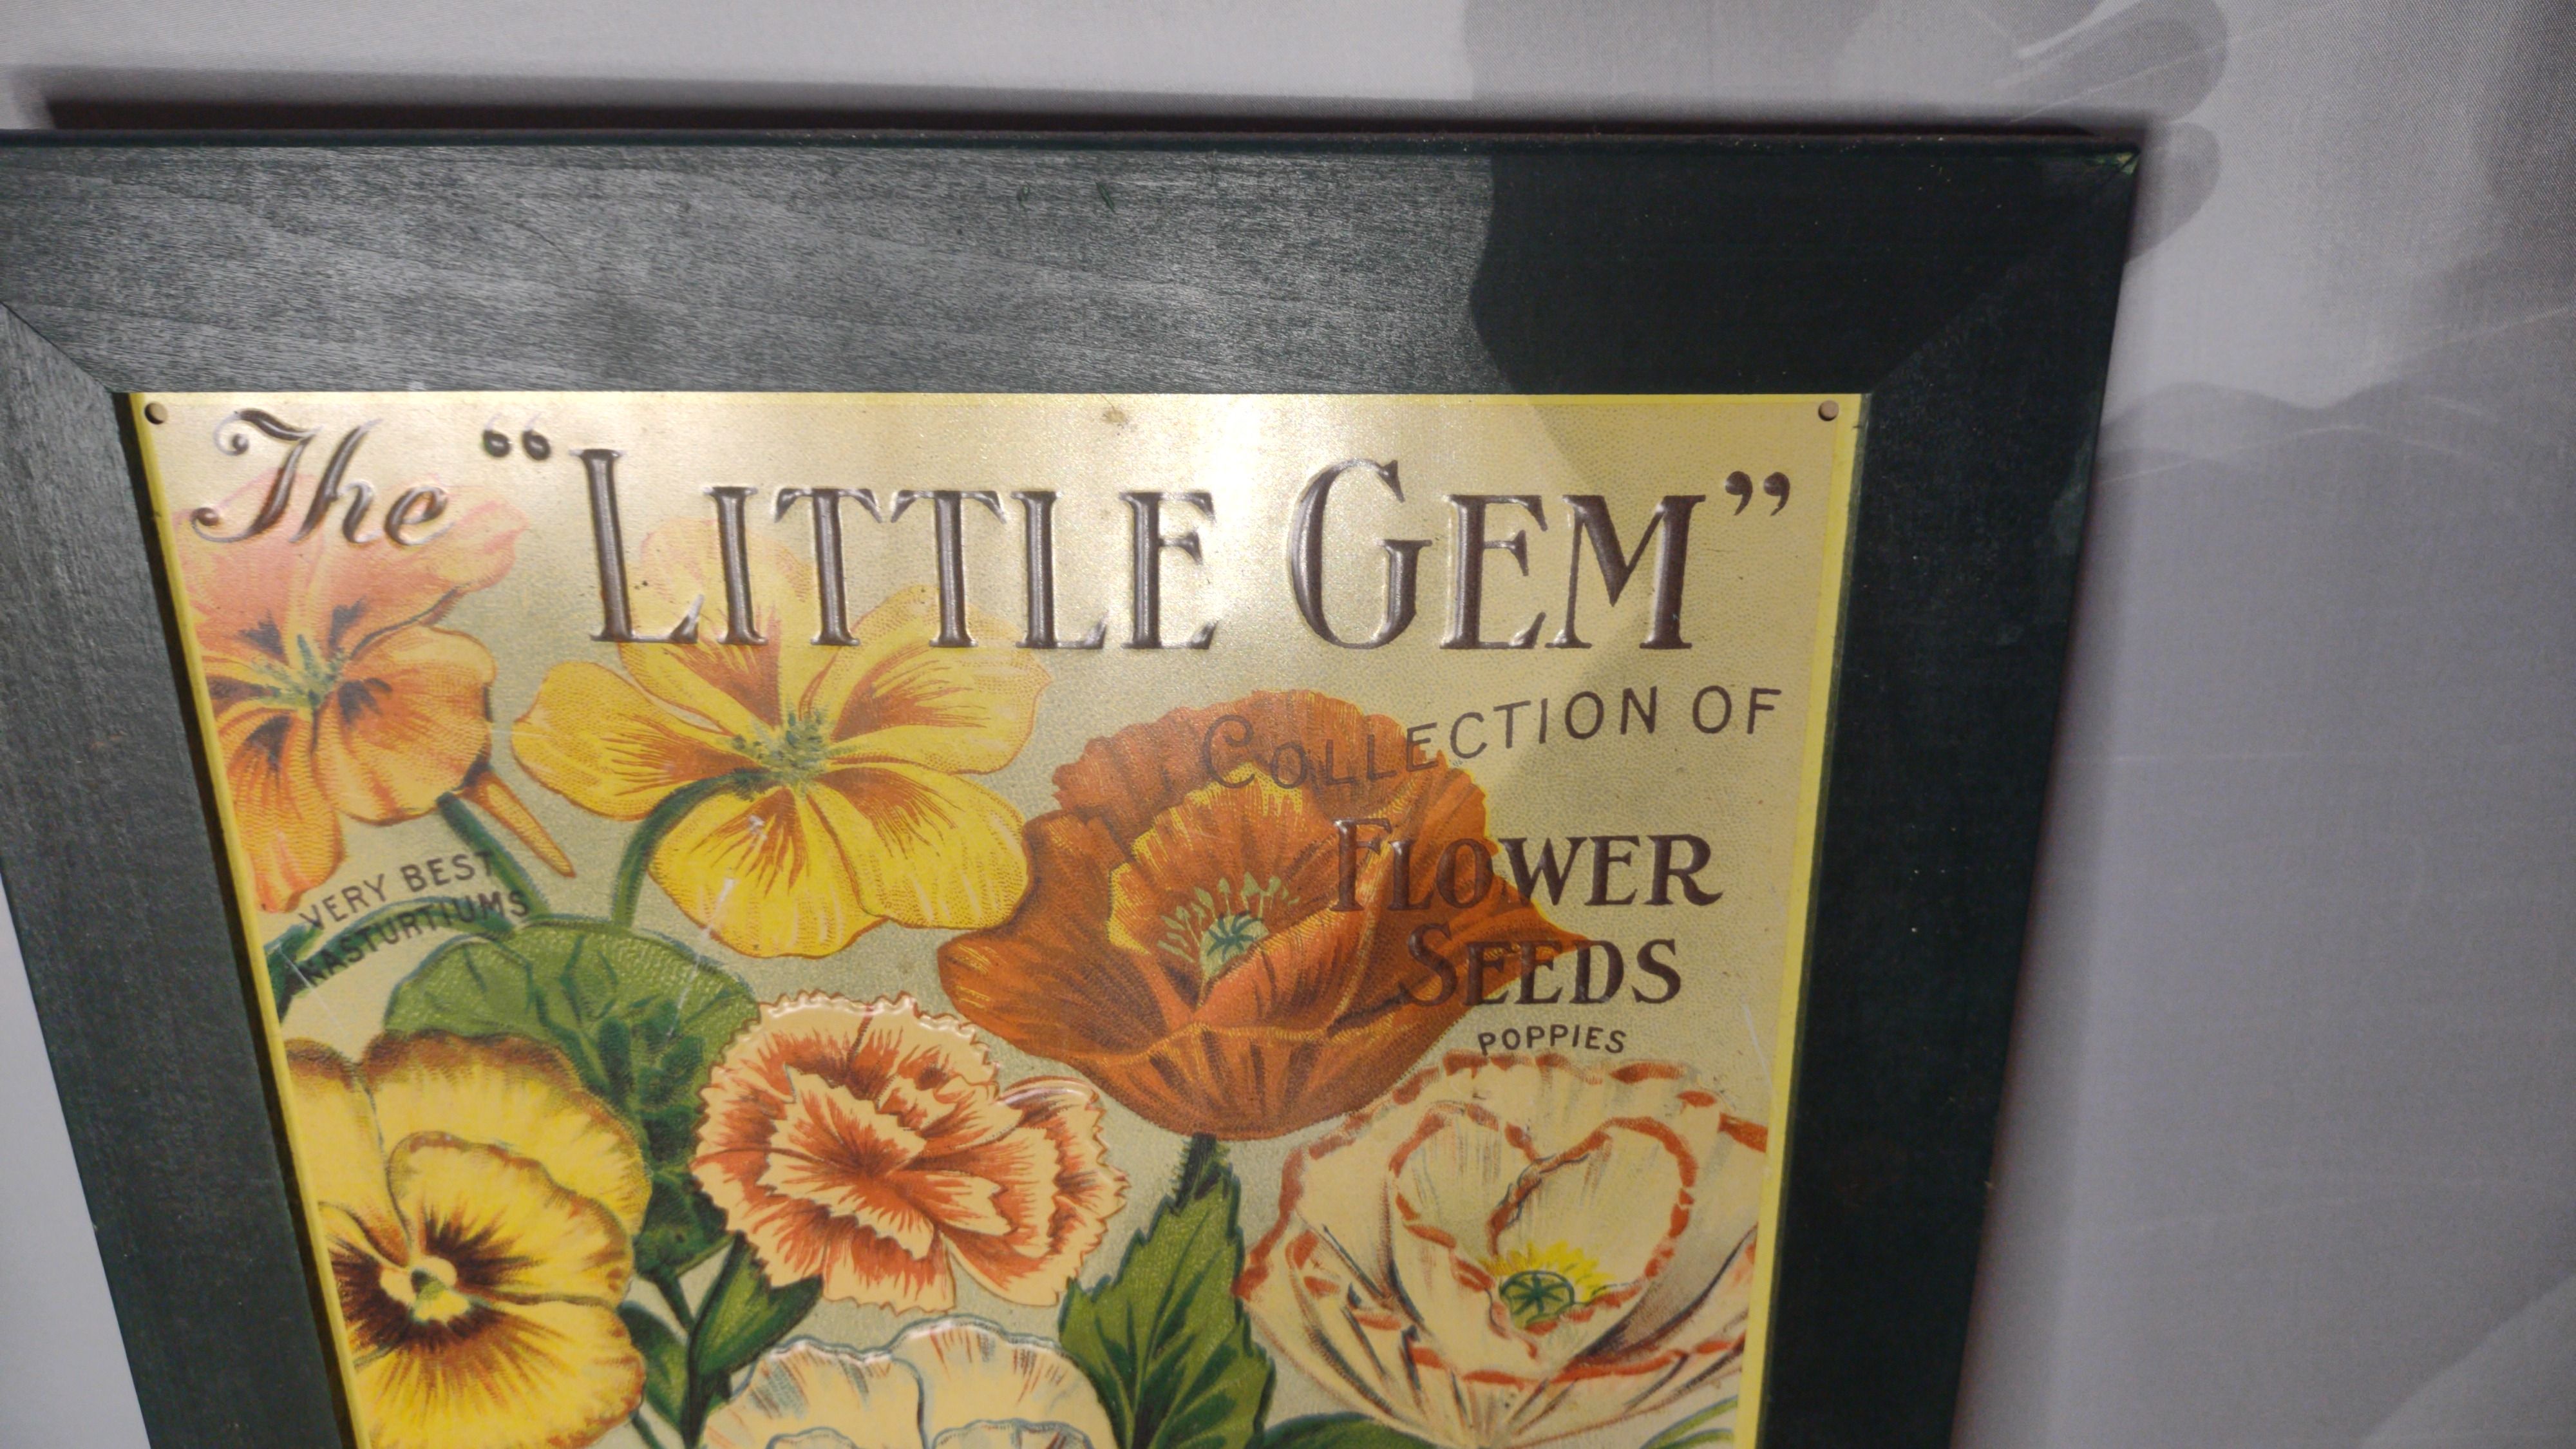 The “LITTLE GEM”
COLLECTION OF
FLOWER
SEEDS
POPPIES
VERY BEST
NASTURTIUMS